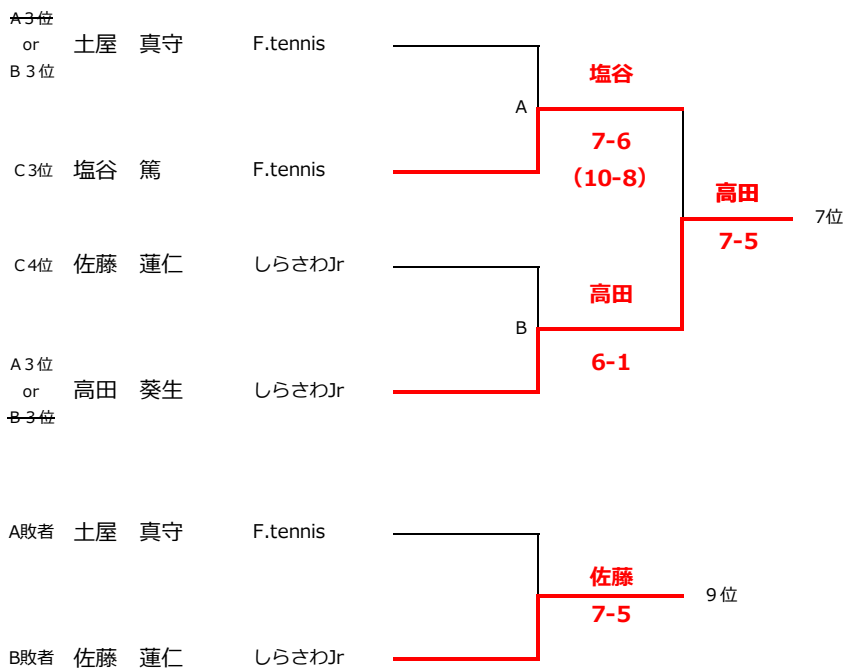 A３位
or
B３位
土屋　真守
F.tennis
塩谷
A
7-6
（10-8）
C3位
塩谷　篤
F.tennis
高田
7位
7-5
C4位
佐藤　蓮仁
しらさわJr
高田
B
6-1
A３位
or
B３位
高田　葵生
しらさわJr
A敗者
土屋　真守
F.tennis
佐藤
９位
7-5
B敗者
佐藤　蓮仁
しらさわJr